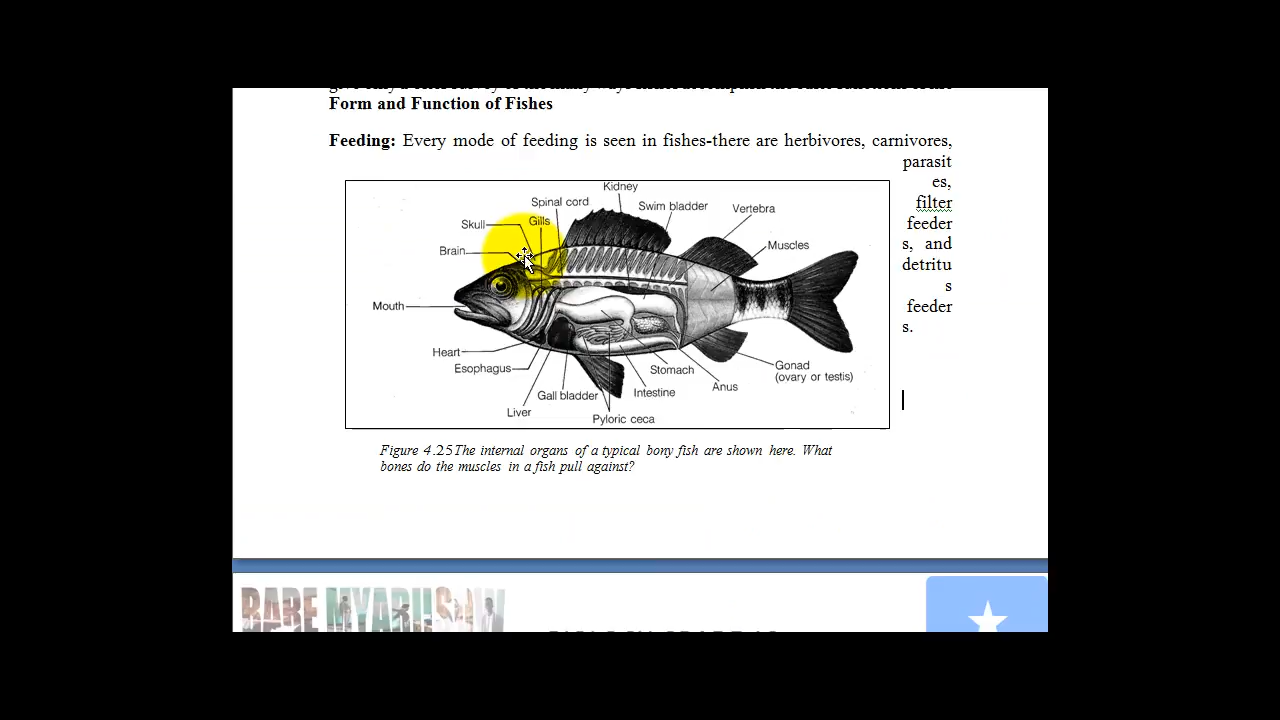 Form and Function of Fishes
Feeding: Every mode of feeding is seen in fishes-there are herbivores, carnivores,
parasit
es,
filter
feeder
s, and
detritu
s
feeder
s.
Kidney
Spinal cord
Swim bladder
Vertebra
Skull
Gills
Muscles
Brain
Mouth
Heart
Esophagus
Stomach
Gonad
(ovary or testis)
Anus
Intestine
Gall bladder
Liver
Pyloric ceca
Figure 4.25The internal organs of a typical bony fish are shown here. What
bones do the muscles in a fish pull against?
BARE MYARUSOW